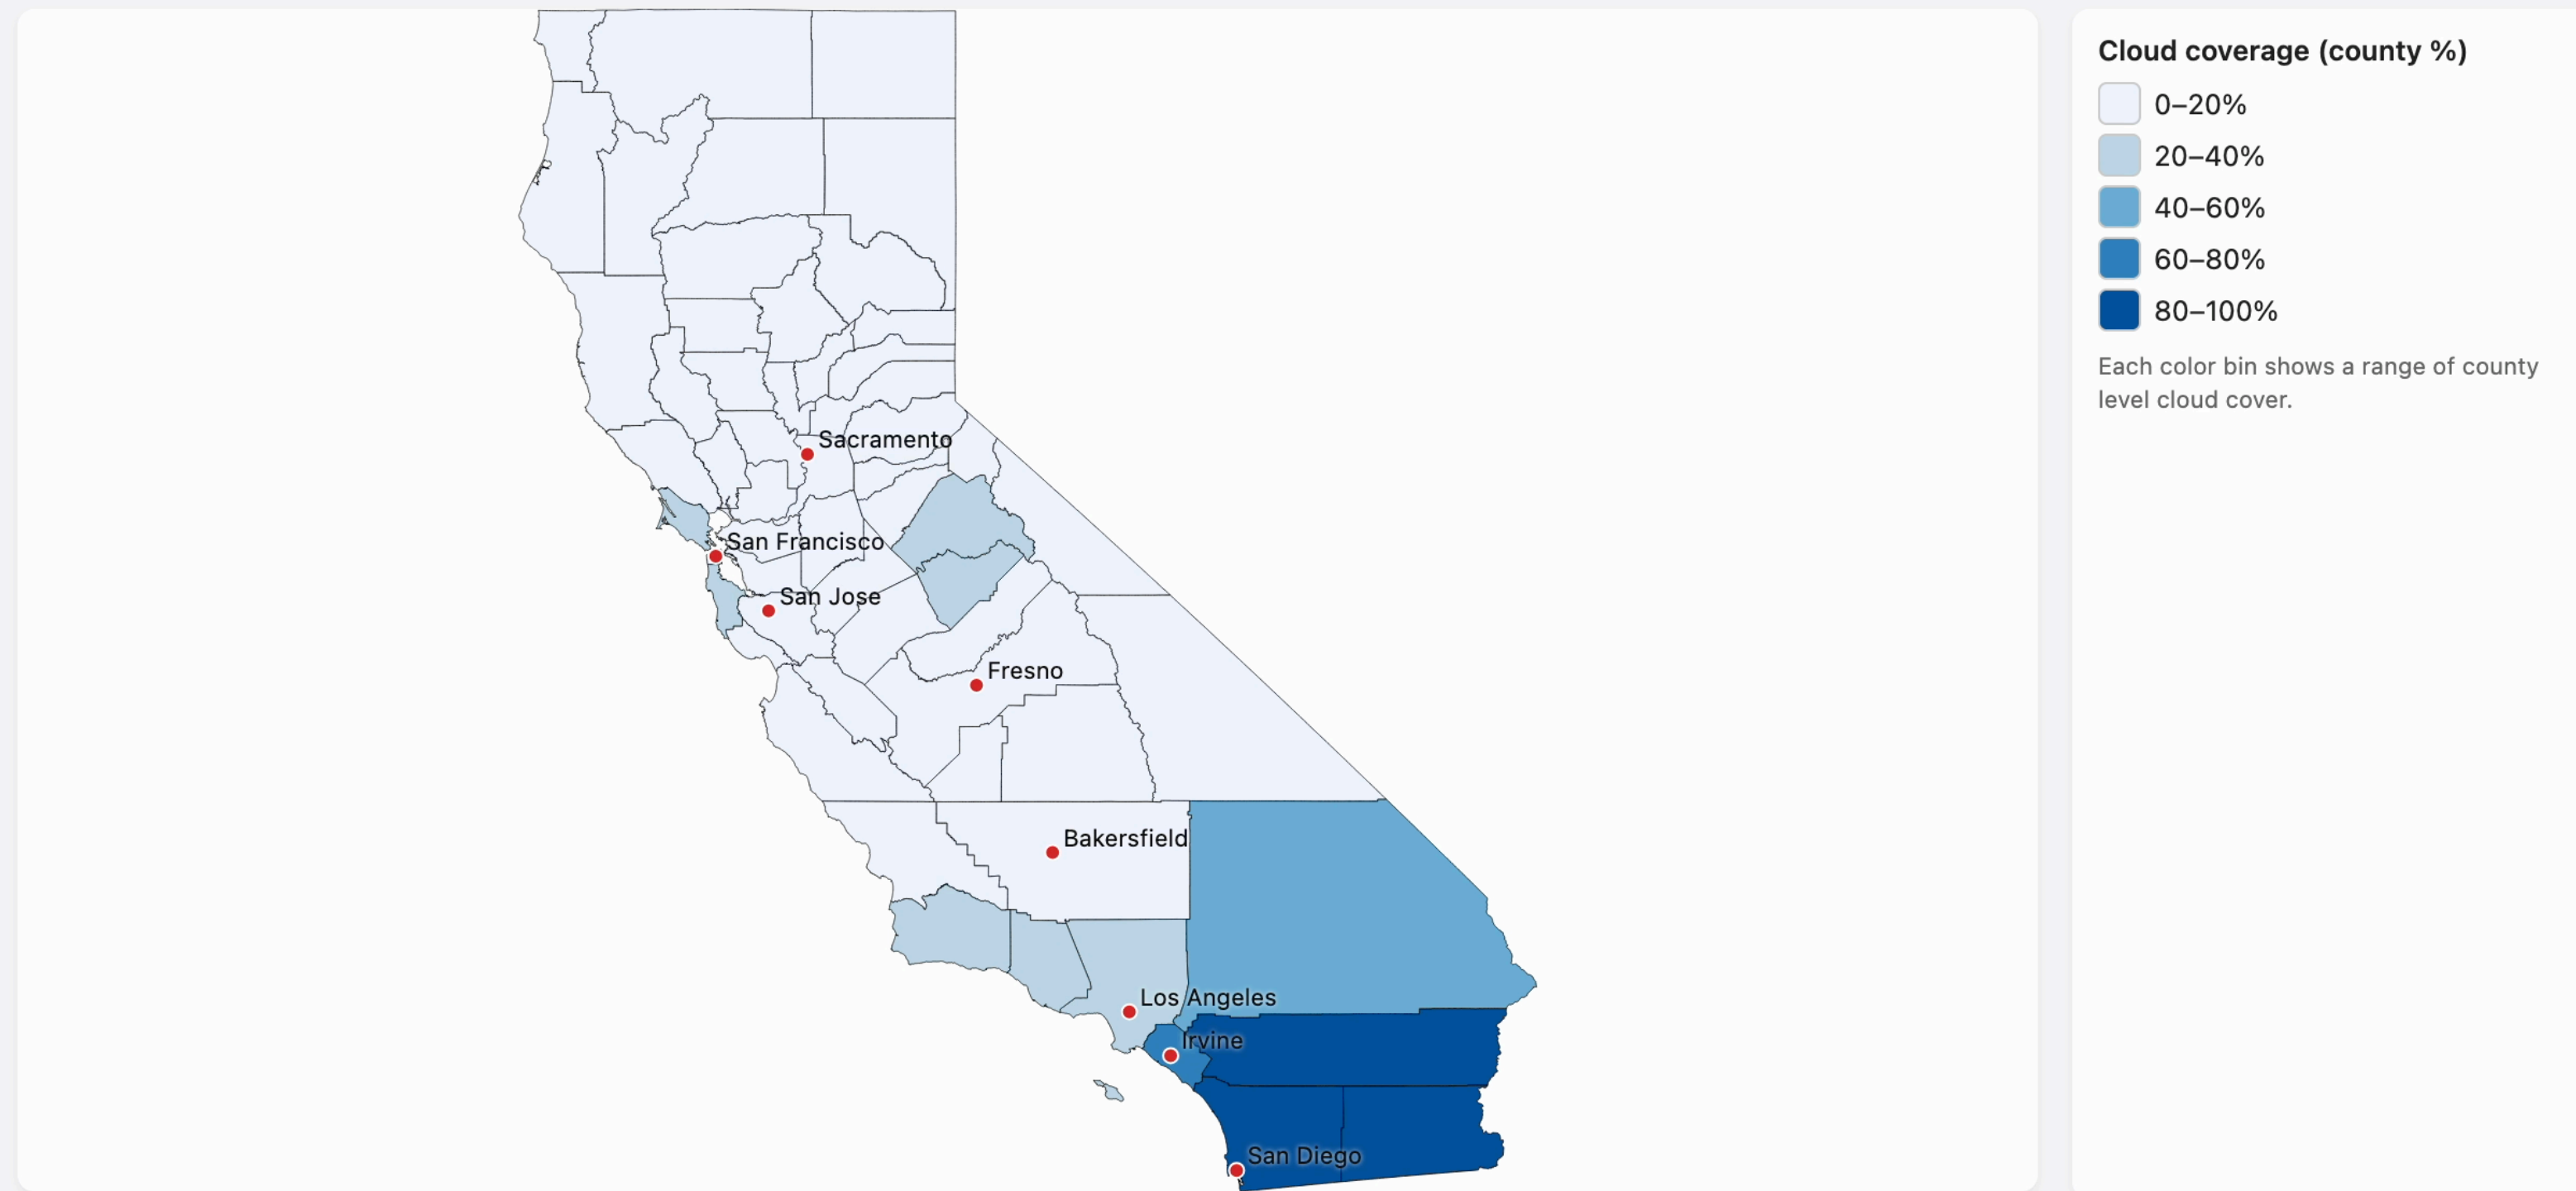 Cloud coverage (county %)
0–20%
20–40%
40–60%
60–80%
80–100%
Each color bin shows a range of county
level cloud cover.
Sacramento
San Francisco
San Jose
Fresno
Bakersfield
Los Angeles
Irvine
San Diego